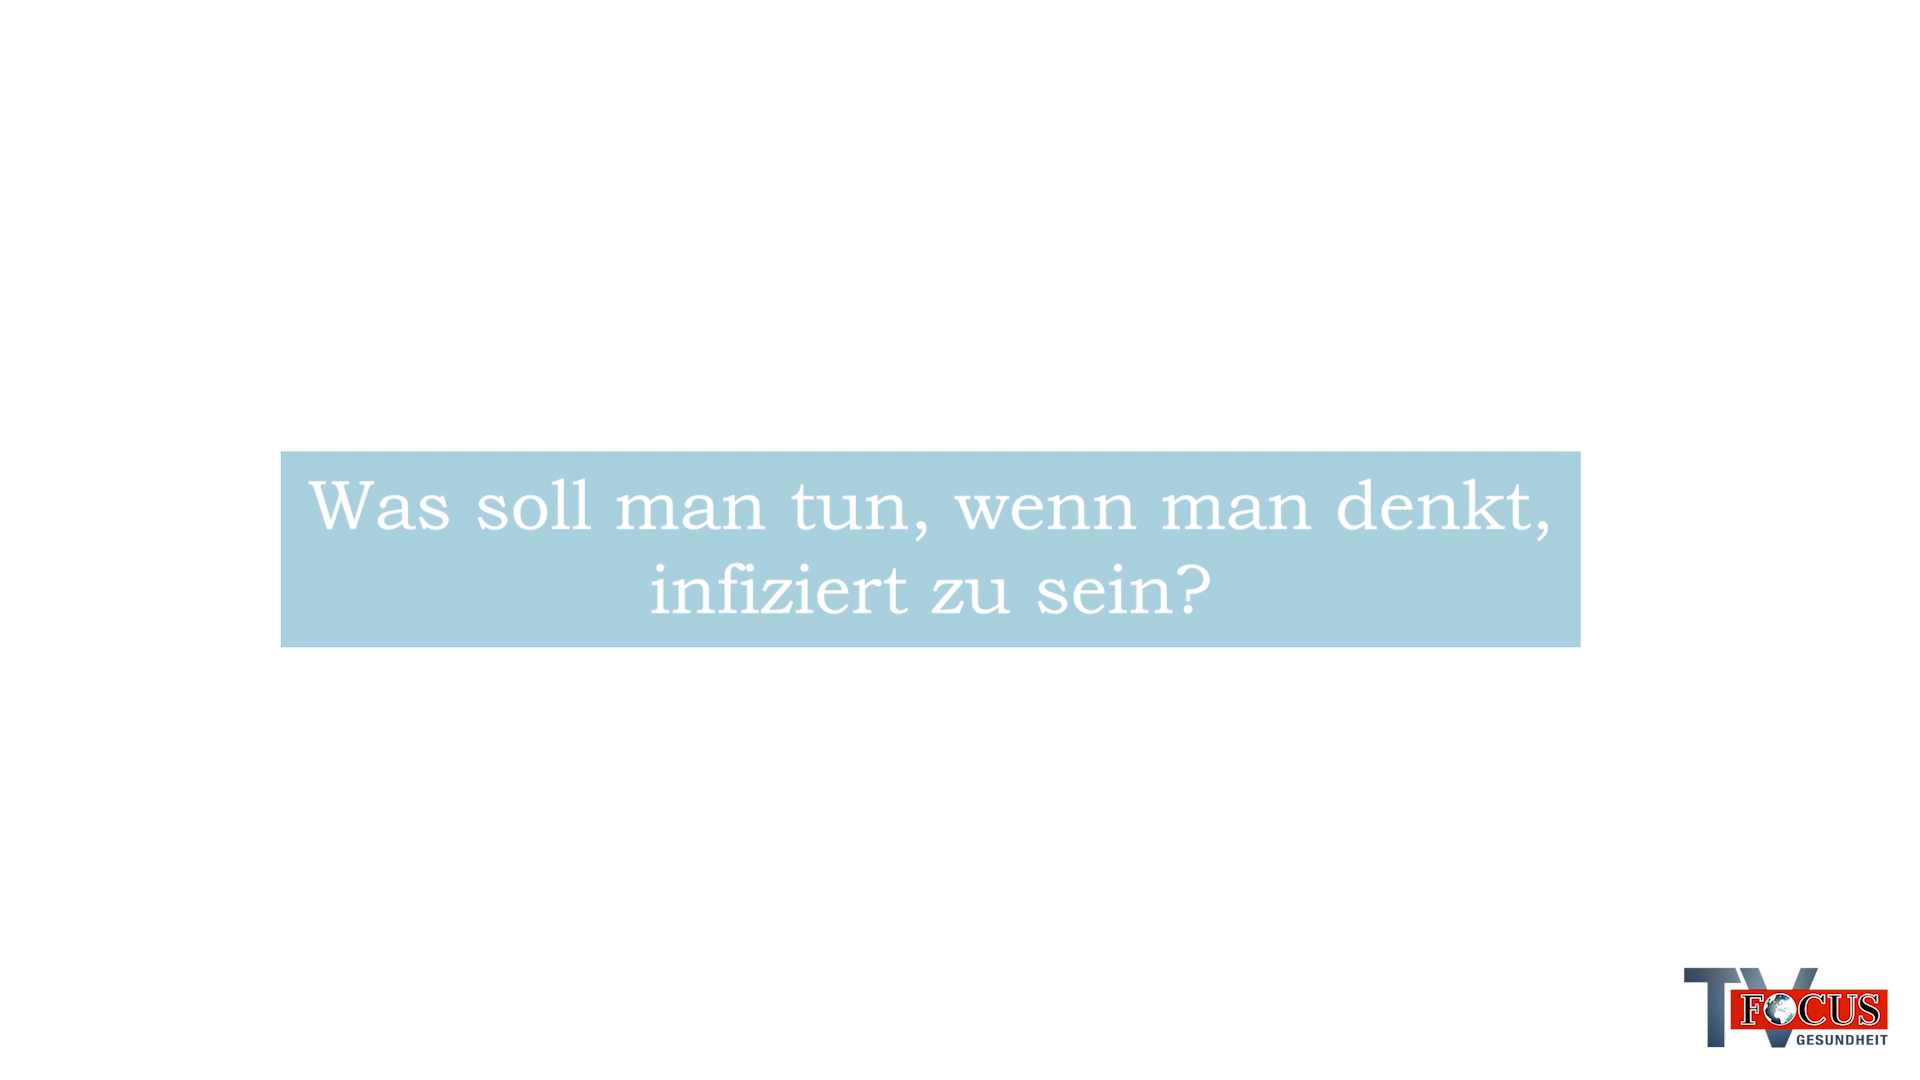 Was soll man tun, wenn man denkt,
infiziert zu sein?
TV
FOCUS
GESUNDHEIT